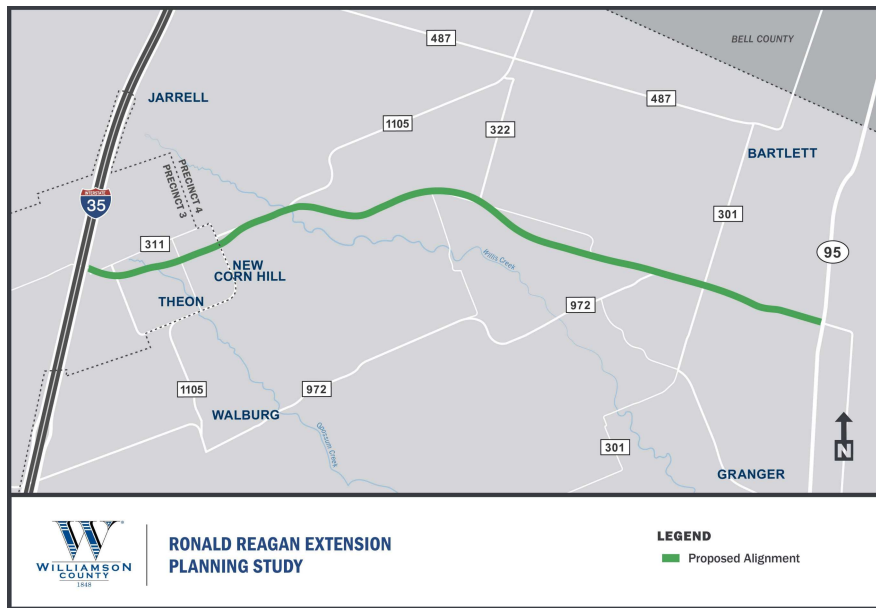 487
BELL COUNTY
JARRELL
487
1105
322
BARTLETT
PRECINCT 4
PRECINCT 3
INTERSTATE
35
301
311
95
NEW
CORN HILL
Willis Creek
THEON
972
1105
972
WALBURG
Opossum Creek
301
N
GRANGER
W
WILLIAMSON
COUNTY
1848
RONALD REAGAN EXTENSION
PLANNING STUDY
LEGEND
Proposed Alignment